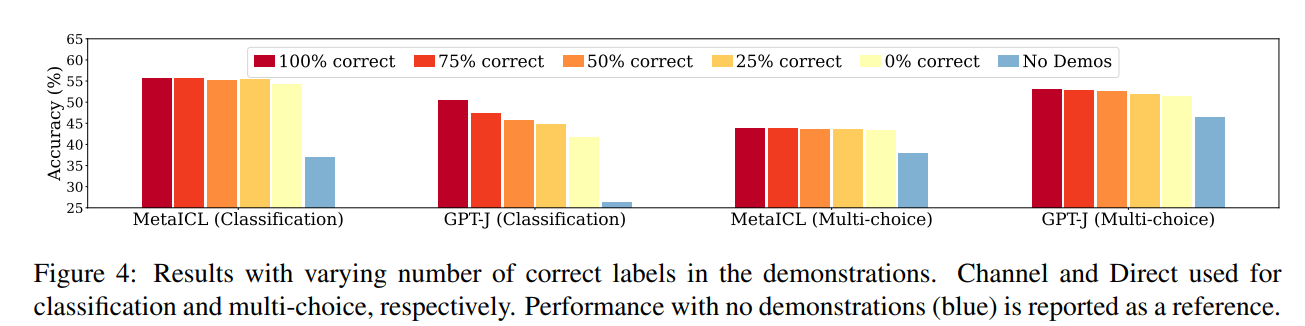 65
60
55
50
45
40
35
30
25
Accuracy (%)
100% correct 75% correct 50% correct 25% correct 0% correct No Demos
MetaICL (Classification) GPT-J (Classification) MetaICL (Multi-choice) GPT-J (Multi-choice)
Figure 4: Results with varying number of correct labels in the demonstrations. Channel and Direct used for
classification and multi-choice, respectively. Performance with no demonstrations (blue) is reported as a reference.